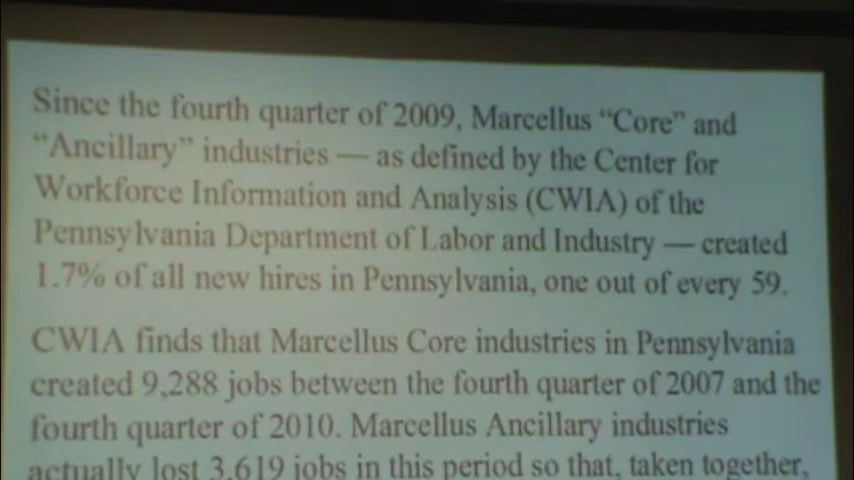 Since the fourth quarter of 2009, Marcellus “Core” and
“Ancillary” industries — as defined by the Center for
Workforce Information and Analysis (CWIA) of the
Pennsylvania Department of Labor and Industry — created
1.7% of all new hires in Pennsylvania, one out of every 59.
CWIA finds that Marcellus Core industries in Pennsylvania
created 9,288 jobs between the fourth quarter of 2007 and the
fourth quarter of 2010. Marcellus Ancillary industries
actually lost 3,619 jobs in this period so that, taken together,